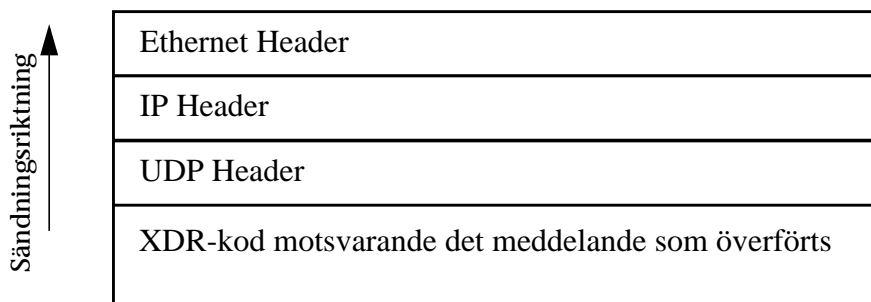 Sändningsriktning
Ethernet Header
IP Header
UDP Header
XDR-kod motsvarande det meddelande som överförts